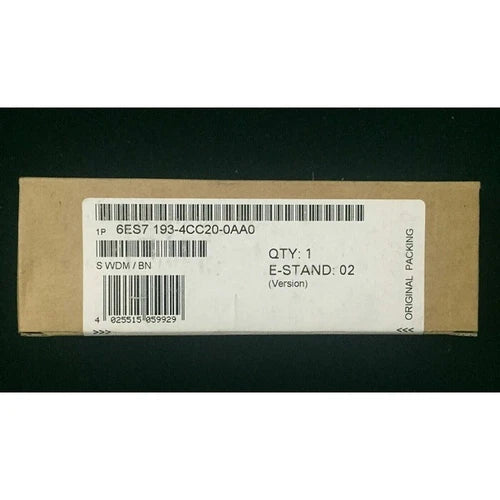 1P 6ES7 193-4CC20-0AA0
S WDM / BN
QTY: 1
E-STAND: 02
(Version)
4 025515 059929
ORIGINAL PACKING
>>>
>>>